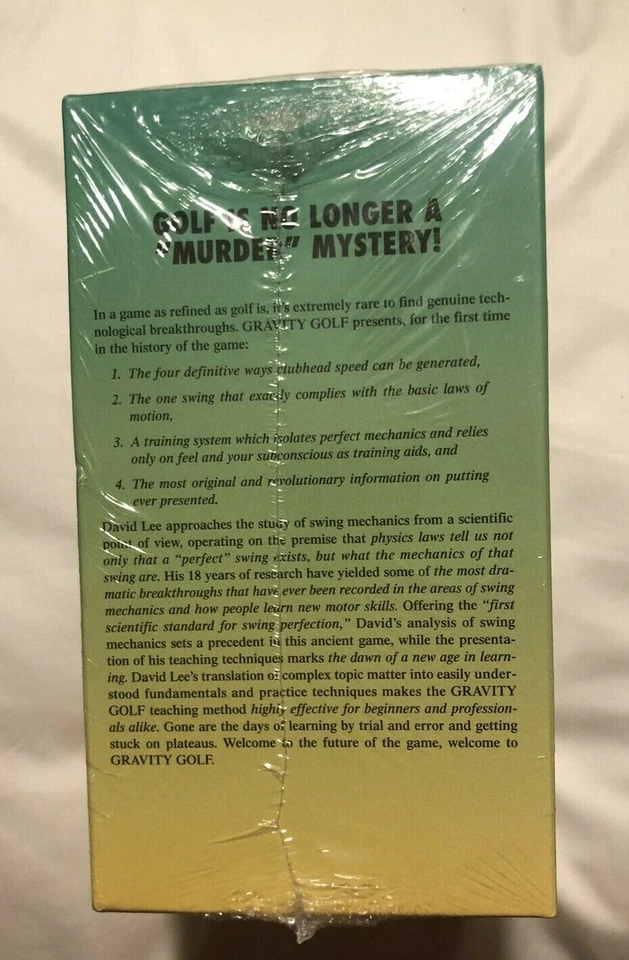 GOLF IS NO LONGER A
"MURDER" MYSTERY!
In a game as refined as golf is, it's extremely rare to find genuine tech-
nological breakthroughs. GRAVITY GOLF presents, for the first time
in the history of the game:
1. The four definitive ways clubhead speed can be generated,
2. The one swing that exactly complies with the basic laws of
motion,
3. A training system which isolates perfect mechanics and relies
only on feel and your subconscious as training aids, and
4. The most original and revolutionary information on putting
ever presented.
David Lee approaches the study of swing mechanics from a scientific
point of view, operating on the premise that physics laws tell us not
only that a "perfect" swing exists, but what the mechanics of that
swing are. His 18 years of research have yielded some of the most dra-
matic breakthroughs that have ever been recorded in the areas of swing
mechanics and how people learn new motor skills. Offering the "first
scientific standard for swing perfection," David's analysis of swing
mechanics sets a precedent in this ancient game, while the presenta-
tion of his teaching techniques marks the dawn of a new age in learn-
ing. David Lee's translation of complex topic matter into easily under-
stood fundamentals and practice techniques makes the GRAVITY
GOLF teaching method highly effective for beginners and profession-
als alike. Gone are the days of learning by trial and error and getting
stuck on plateaus. Welcome to the future of the game, welcome to
GRAVITY GOLF.